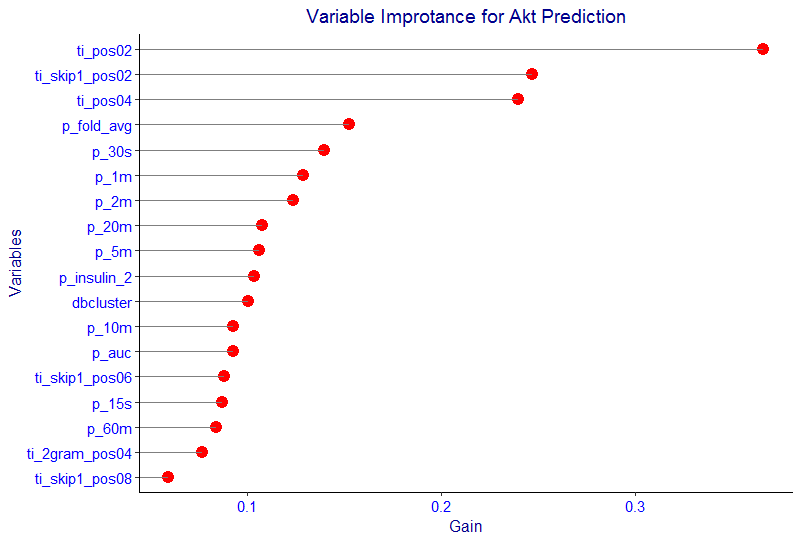 Variable Improtance for Akt Prediction
Variables
ti_pos02
ti_skip1_pos02
ti_pos04
p_fold_avg
p_30s
p_1m
p_2m
p_20m
p_5m
p_insulin_2
dbcluster
p_10m
p_auc
ti_skip1_pos06
p_15s
p_60m
ti_2gram_pos04
ti_skip1_pos08
0.1 0.2 0.3
Gain